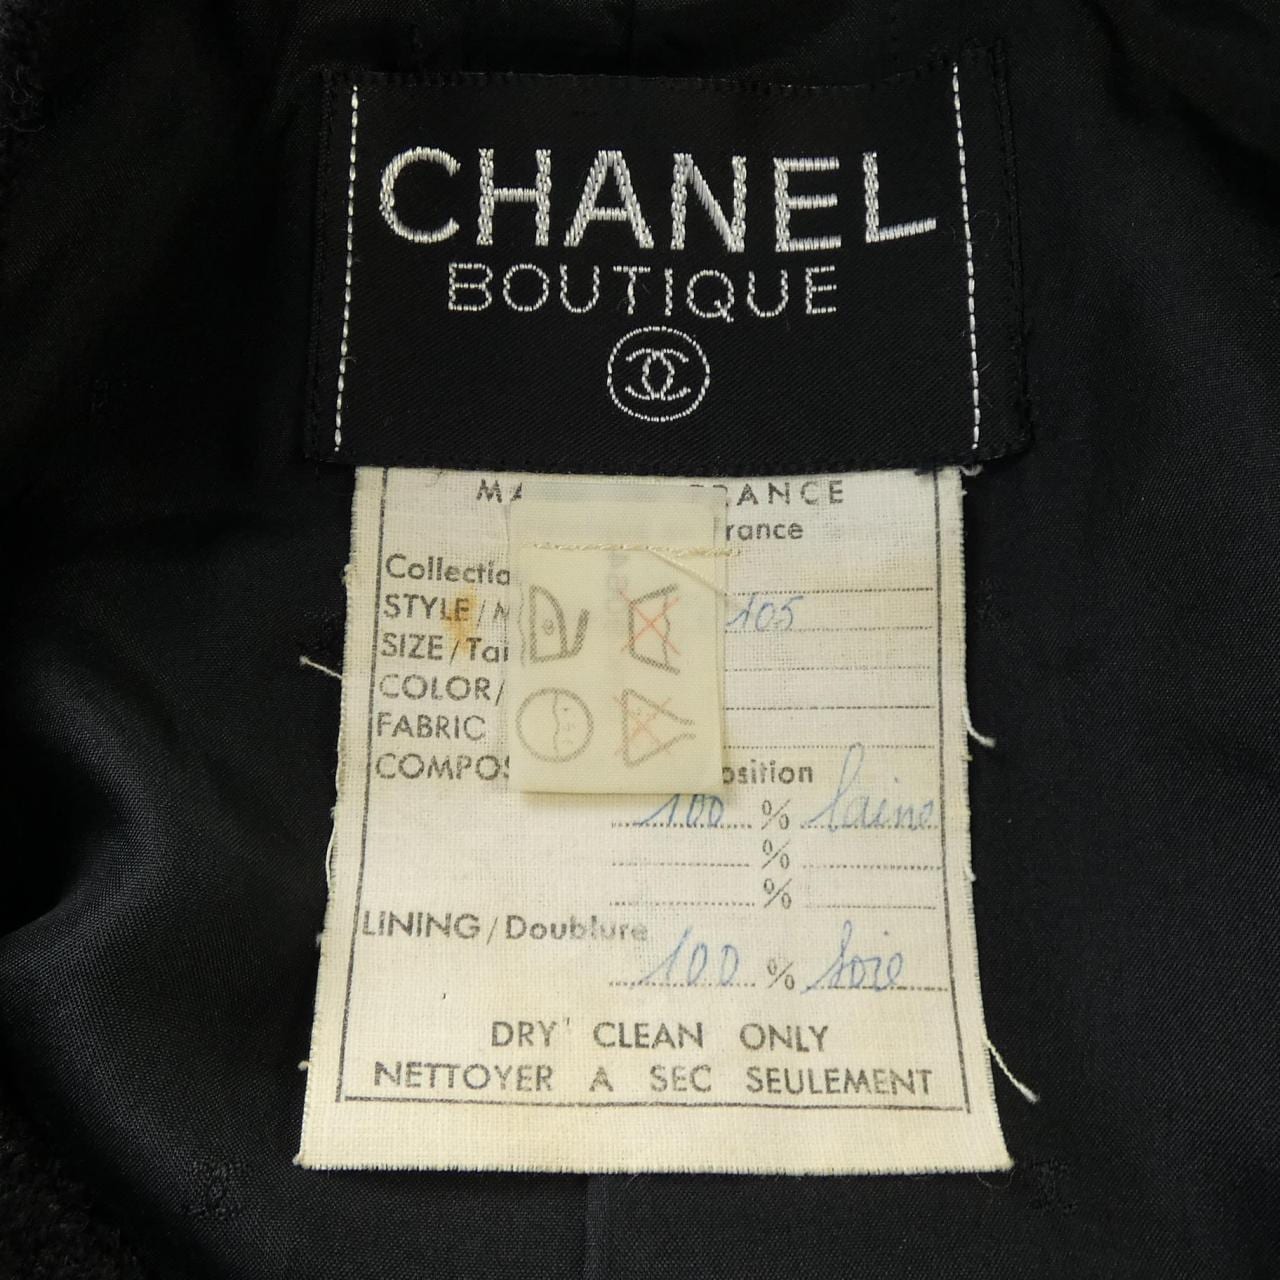 CHANEL
BOUTIQUE
MA RANCE
rance
Collectio
STYLE/M 105
SIZE/Tai
COLOR/
FABRIC
COMPOS osition
100 % laine
%
%
LINING/Doublure
100 % soie
DRY CLEAN ONLY
NETTOYER A SEC SEULEMENT